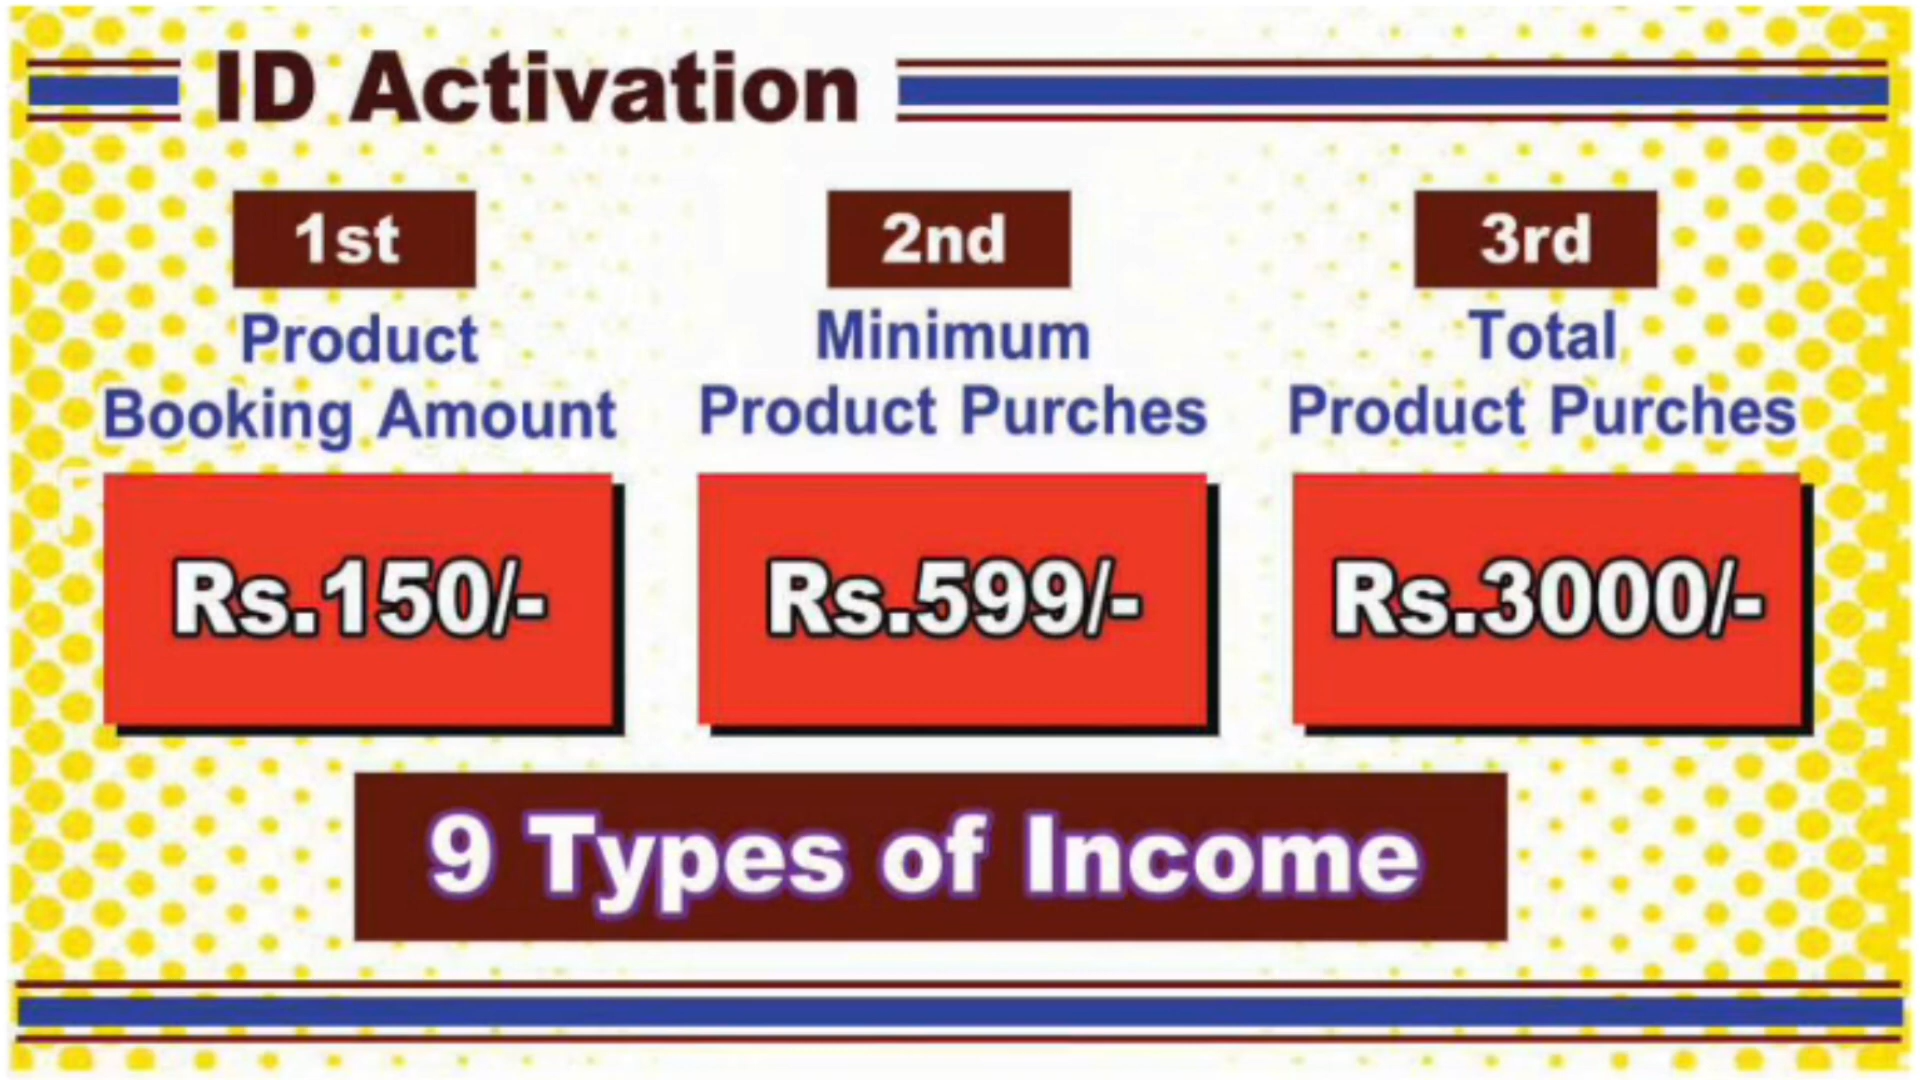 ID Activation
1st
Product
Booking Amount
Rs.150/-
2nd
Minimum
Product Purches
Rs.599/-
3rd
Total
Product Purches
Rs.3000/-
9 Types of Income